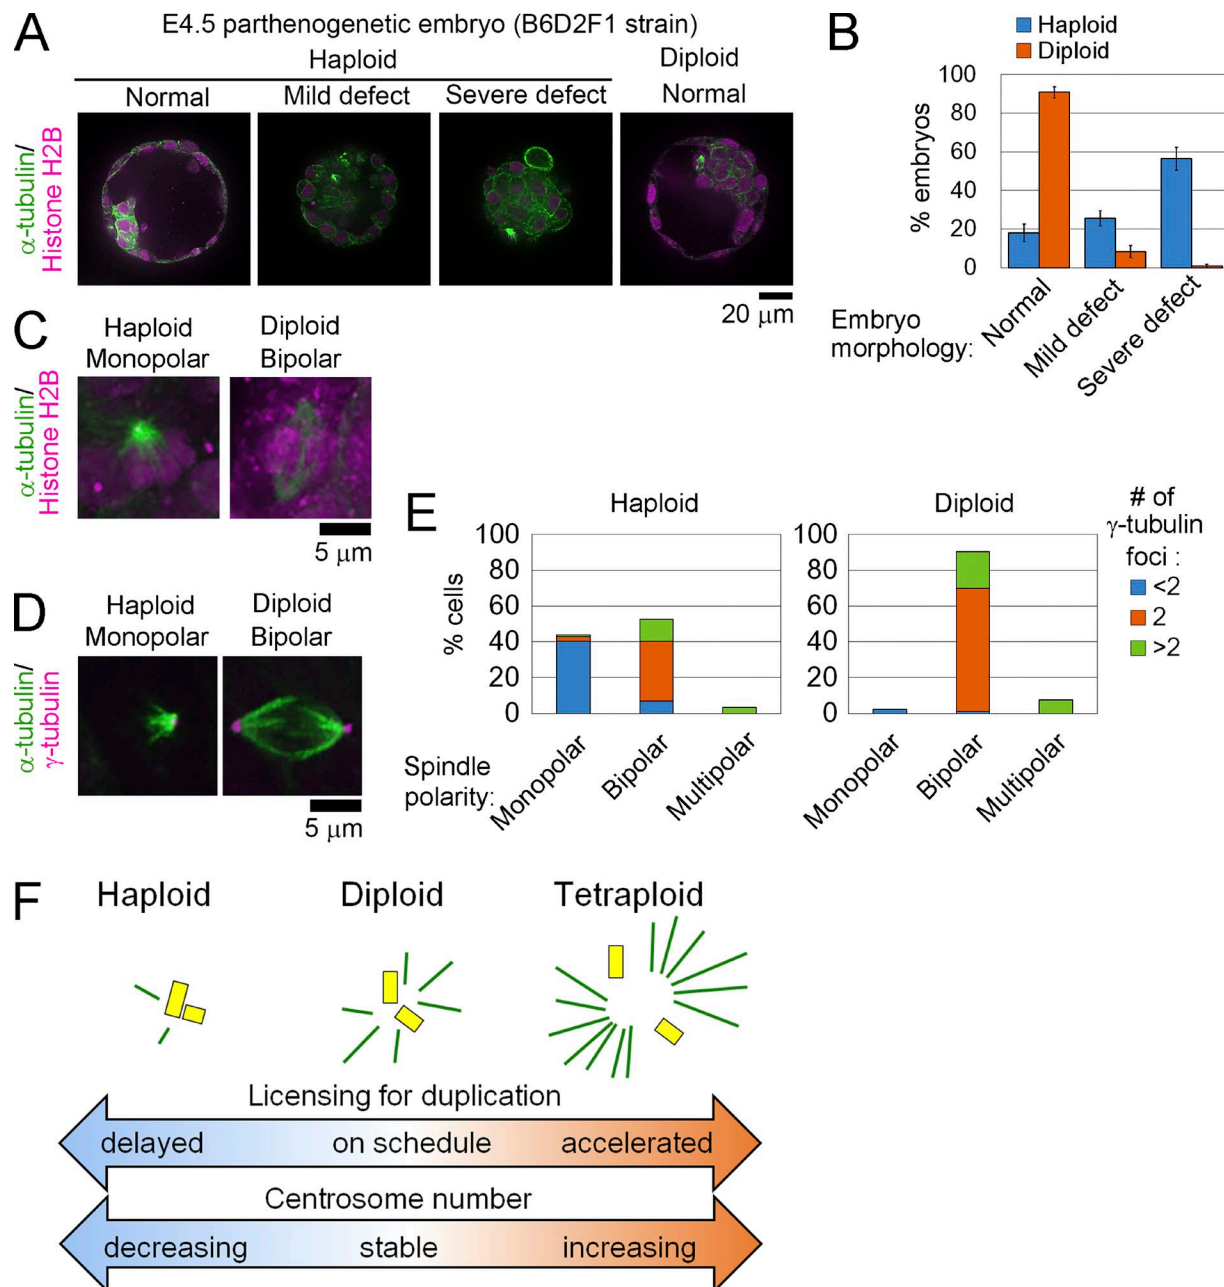 A
E4.5 parthenogenetic embryo (B6D2F1 strain)
Haploid
Diploid
Normal
Mild defect
Severe defect
Normal
α-tubulin/
Histone H2B
20 μm
B
Haploid
Diploid
% embryos
100
80
60
40
20
0
Embryo
morphology:
Normal
Mild defect
Severe defect
C
Haploid
Monopolar
Diploid
Bipolar
α-tubulin/
Histone H2B
5 μm
D
Haploid
Monopolar
Diploid
Bipolar
α-tubulin/
γ-tubulin
5 μm
E
Haploid
Diploid
% cells
100
80
60
40
20
0
100
80
60
40
20
0
# of
γ-tubulin
foci :
<2
2
>2
Spindle
polarity:
Monopolar
Bipolar
Multipolar
Monopolar
Bipolar
Multipolar
F
Haploid
Diploid
Tetraploid
Licensing for duplication
delayed
on schedule
accelerated
Centrosome number
decreasing
stable
increasing